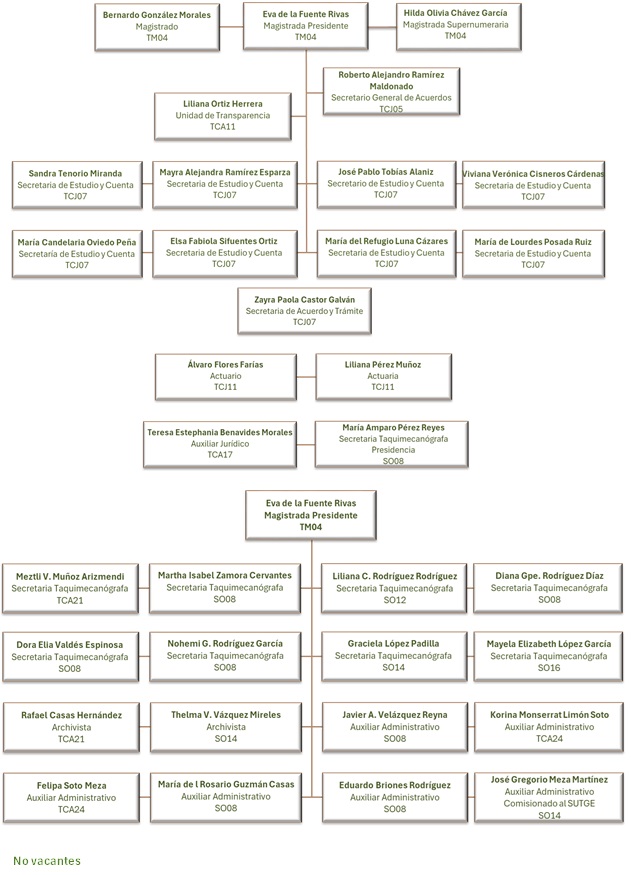 Bernardo González Morales
Magistrado
TM04
Eva de la Fuente Rivas
Magistrada Presidente
TM04
Hilda Olivia Chávez García
Magistrada Supernumeraria
TM04
Roberto Alejandro Ramírez
Maldonado
Secretario General de Acuerdos
TCJ05
Liliana Ortiz Herrera
Unidad de Transparencia
TCA11
Sandra Tenorio Miranda
Secretaria de Estudio y Cuenta
TCJ07
Mayra Alejandra Ramírez Esparza
Secretaria de Estudio y Cuenta
TCJ07
José Pablo Tobías Alaniz
Secretario de Estudio y Cuenta
TCJ07
Viviana Verónica Cisneros Cárdenas
Secretaria de Estudio y Cuenta
TCJ07
María Candelaria Oviedo Peña
Secretaría de Estudio y Cuenta
TCJ07
Elsa Fabiola Sifuentes Ortiz
Secretaria de Estudio y Cuenta
TCJ07
María del Refugio Luna Cázares
Secretaria de Estudio y Cuenta
TCJ07
María de Lourdes Posada Ruiz
Secretaria de Estudio y Cuenta
TCJ07
Zayra Paola Castor Galván
Secretaria de Acuerdo y Trámite
TCJ07
Álvaro Flores Farías
Actuario
TCJ11
Liliana Pérez Muñoz
Actuaria
TCJ11
Teresa Estephania Benavides Morales
Auxiliar Jurídico
TCA17
María Amparo Pérez Reyes
Secretaria Taquimecanógrafa
Presidencia
SO08
Eva de la Fuente Rivas
Magistrada Presidente
TM04
Meztli V. Muñoz Arizmendi
Secretaria Taquimecanógrafa
TCA21
Martha Isabel Zamora Cervantes
Secretaria Taquimecanógrafa
SO08
Liliana C. Rodríguez Rodríguez
Secretaria Taquimecanógrafa
SO12
Diana Gpe. Rodríguez Díaz
Secretaria Taquimecanógrafa
SO08
Dora Elia Valdés Espinosa
Secretaria Taquimecanógrafa
SO08
Nohemi G. Rodríguez García
Secretaria Taquimecanógrafa
SO08
Graciela López Padilla
Secretaria Taquimecanógrafa
SO14
Mayela Elizabeth López García
Secretaria Taquimecanógrafa
SO16
Rafael Casas Hernández
Archivista
TCA21
Thelma V. Vázquez Mireles
Archivista
SO14
Javier A. Velázquez Reyna
Auxiliar Administrativo
SO08
Korina Monserrat Limón Soto
Auxiliar Administrativo
TCA24
Felipa Soto Meza
Auxiliar Administrativo
TCA24
María de l Rosario Guzmán Casas
Auxiliar Administrativo
SO08
Eduardo Briones Rodríguez
Auxiliar Administrativo
SO08
José Gregorio Meza Martínez
Auxiliar Administrativo
Comisionado al SUTGE
SO14
No vacantes